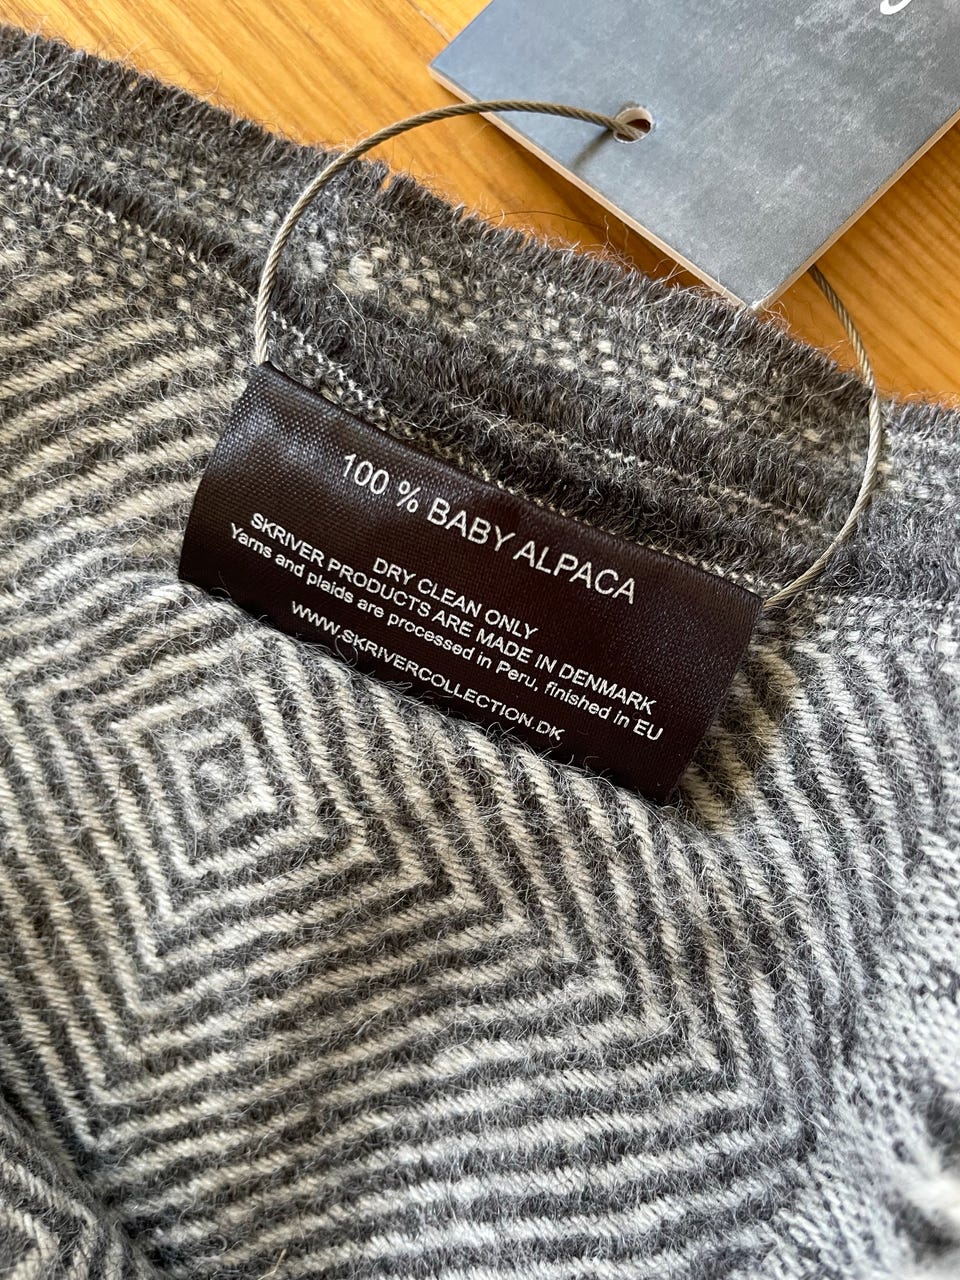 100 % BABY ALPACA
DRY CLEAN ONLY
SKRIVER PRODUCTS ARE MADE IN DENMARK
Yarns and plaids are processed in Peru, finished in EU
WWW.SKRIVERCOLLECTION.DK